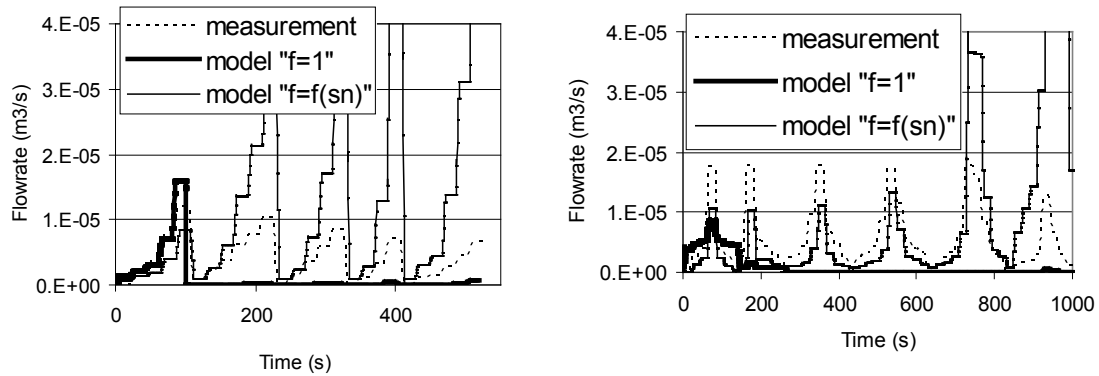 4.E-05
3.E-05
2.E-05
1.E-05
0.E+00
Flowrate (m3/s)
measurement
model "f=1"
model "f=f(sn)"
0
200
400
Time (s)
4.E-05
3.E-05
2.E-05
1.E-05
0.E+00
Flowrate (m3/s)
measurement
model "f=1"
model "f=f(sn)"
0
200
400
600
800
1000
Time (s)